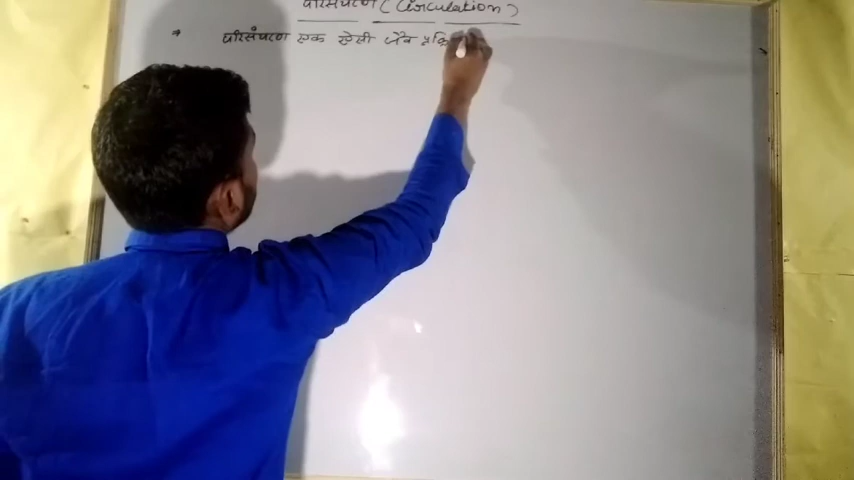 परिसंचरण (Circulation)
* परिसंचरण एक ऐसी जैव प्रक्रि